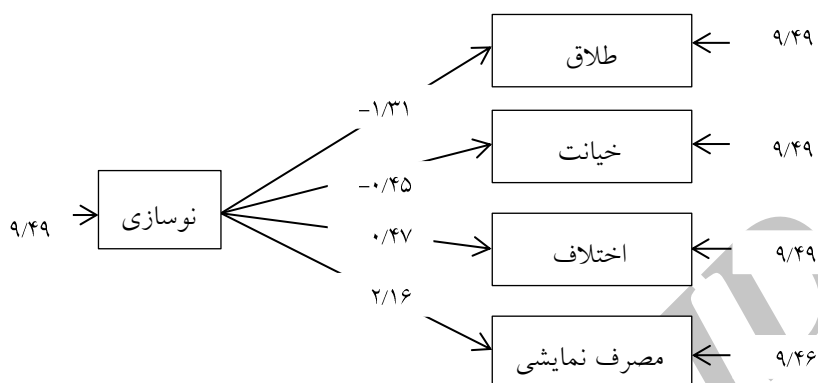 طلاق
۹/۴۹
-۱/۳۱
خیانت
۹/۴۹
-۰/۴۵
نوسازی
۹/۴۹
۰/۴۷
اختلاف
۹/۴۹
۲/۱۶
مصرف نمایشی
۹/۴۶